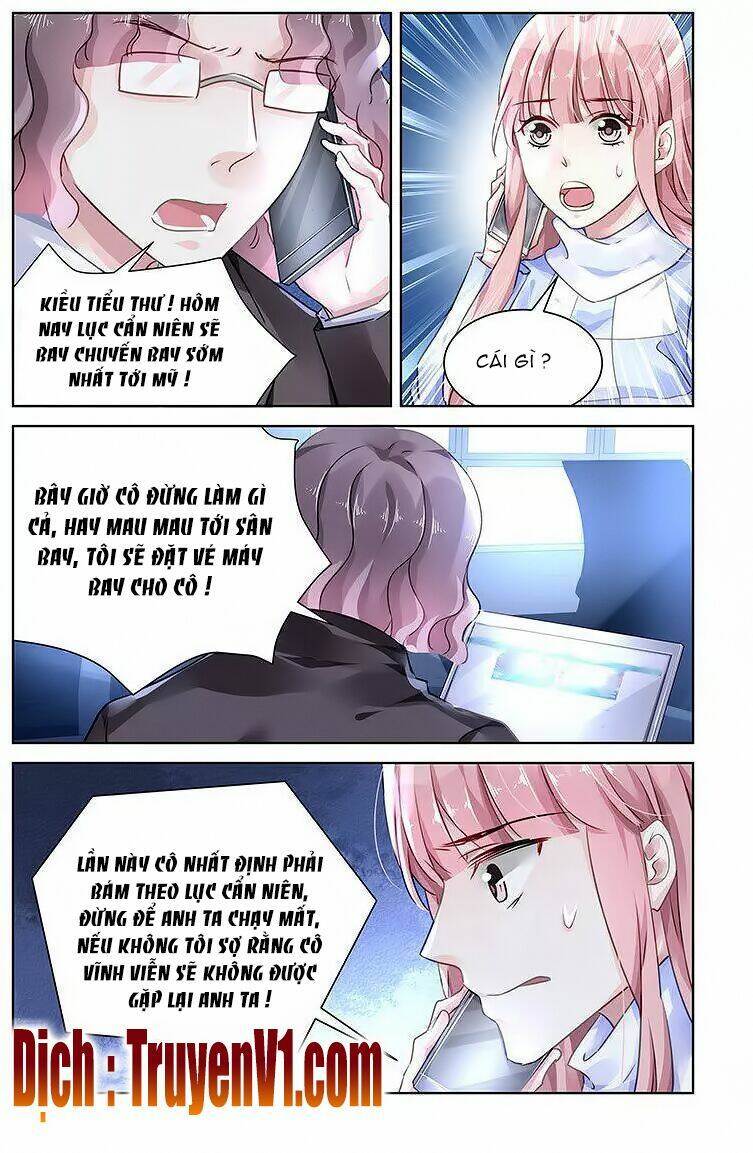 KIỀU TIỂU THƯ ! HÔM
NAY LỤC CẨN NIÊN SẼ
BAY CHUYẾN BAY SỚM
NHẤT TỚI MỸ !
CÁI GÌ ?
BÂY GIỜ CÔ ĐỪNG LÀM GÌ
CẢ, HAY MAU MAU TỚI SÂN
BAY, TÔI SẼ ĐẶT VÉ MÁY
BAY CHO CÔ !
LẦN NÀY CÔ NHẤT ĐỊNH PHẢI
BÁM THEO LỤC CẨN NIÊN,
ĐỪNG ĐỂ ANH TA CHẠY MẤT,
NẾU KHÔNG TÔI SỢ RẰNG CÔ
VĨNH VIỄN SẼ KHÔNG ĐƯỢC
GẶP LẠI ANH TA !
Dịch : TruyenV1.com